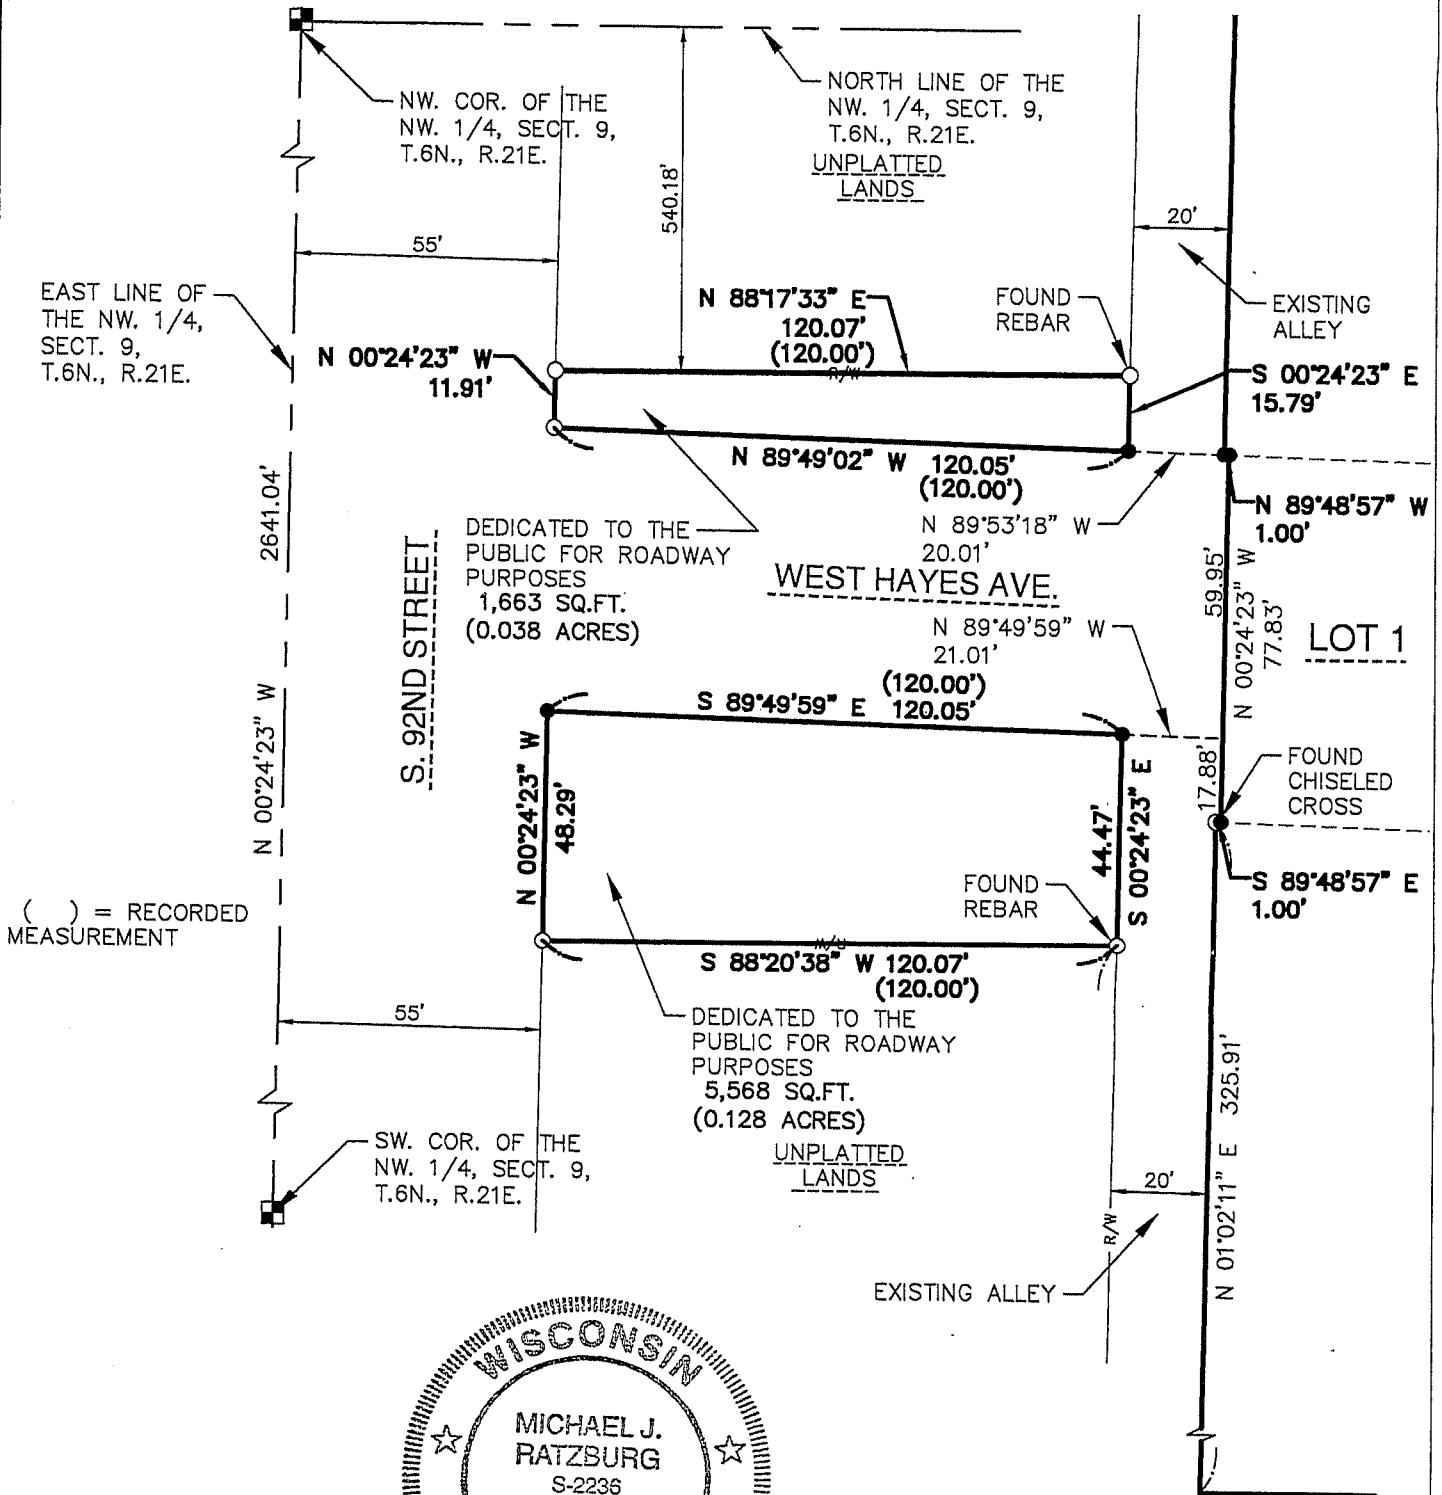 NW. COR. OF THE
NW. 1/4, SECT. 9,
T.6N., R.21E.
NORTH LINE OF THE
NW. 1/4, SECT. 9,
T.6N., R.21E.
UNPLATTED
LANDS
540.18'
20'
55'
EAST LINE OF
THE NW. 1/4,
SECT. 9,
T.6N., R.21E.
N 88°17'33" E
120.07'
(120.00')
R/W
FOUND
REBAR
EXISTING
ALLEY
N 00°24'23" W
11.91'
S 00°24'23" E
15.79'
N 89°49'02" W 120.05'
(120.00')
N 89°48'57" W
1.00'
N 89°53'18" W
20.01'
DEDICATED TO THE
PUBLIC FOR ROADWAY
PURPOSES
1,663 SQ.FT.
(0.038 ACRES)
2641.04'
N 00°24'23" W
S. 92ND STREET
WEST HAYES AVE.
59.95'
N 00°24'23" W
77.83'
LOT 1
N 89°49'59" W
21.01'
(120.00')
S 89°49'59" E 120.05'
N 00°24'23" W
48.29'
44.47'
S 00°24'23" E
17.88'
FOUND
CHISELED
CROSS
S 89°48'57" E
1.00'
FOUND
REBAR
( ) = RECORDED
MEASUREMENT
R/W
S 88°20'38" W 120.07'
(120.00')
55'
DEDICATED TO THE
PUBLIC FOR ROADWAY
PURPOSES
5,568 SQ.FT.
(0.128 ACRES)
UNPLATTED
LANDS
SW. COR. OF THE
NW. 1/4, SECT. 9,
T.6N., R.21E.
20'
R/W
N 01°02'11" E 325.91'
EXISTING ALLEY
WISCONSIN
MICHAEL J.
RATZBURG
S-2236